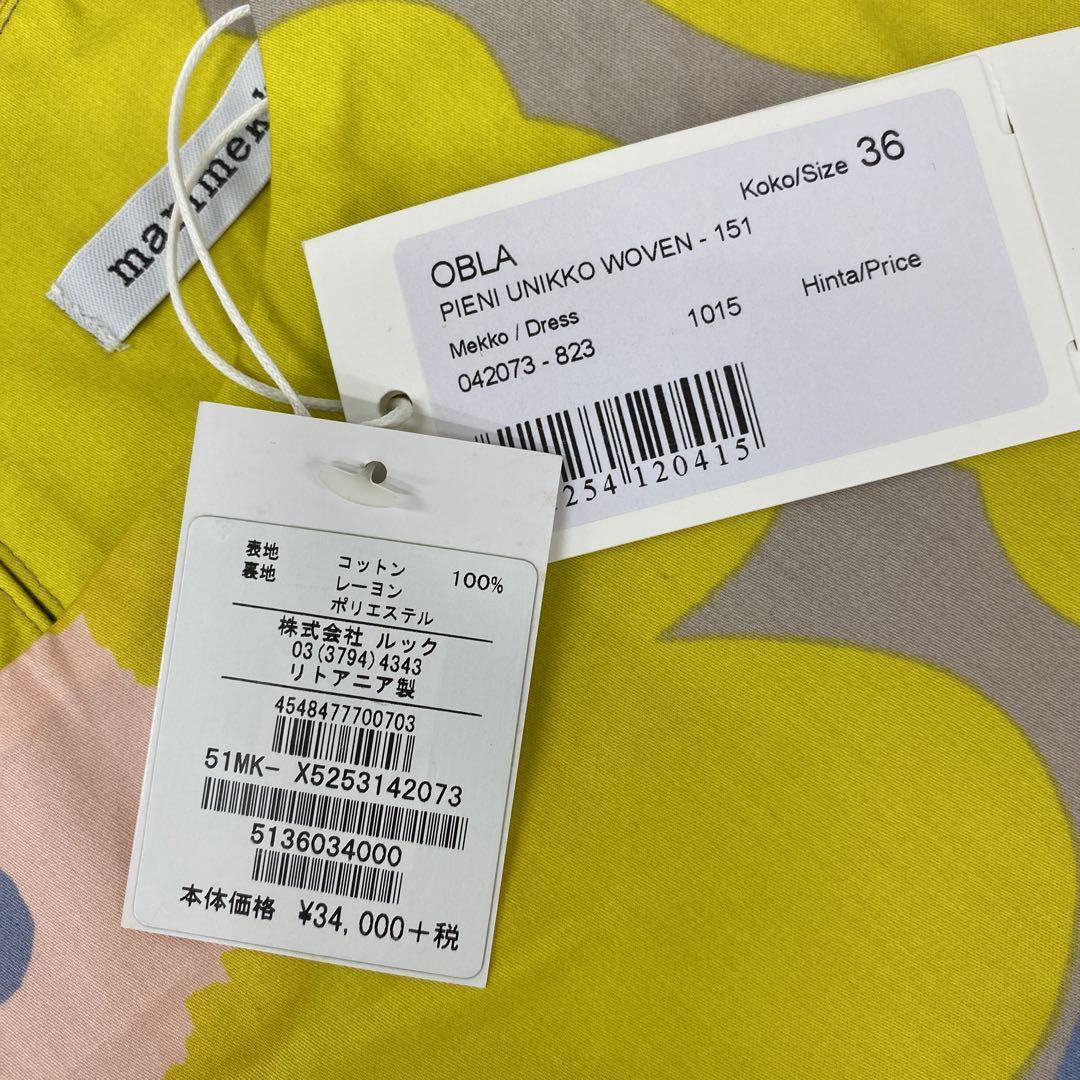 Koko/Size 36
OBLA
PIENI UNIKKO WOVEN - 151
Mekko / Dress 1015 Hinta/Price
042073 - 823
254 120415
表地 コットン 100%
裏地 レーヨン
ポリエステル
株式会社 ルック
03(3794)4343
リトアニア製
4548477700703
51MK- X5253142073
5136034000
本体価格 ¥34,000+税